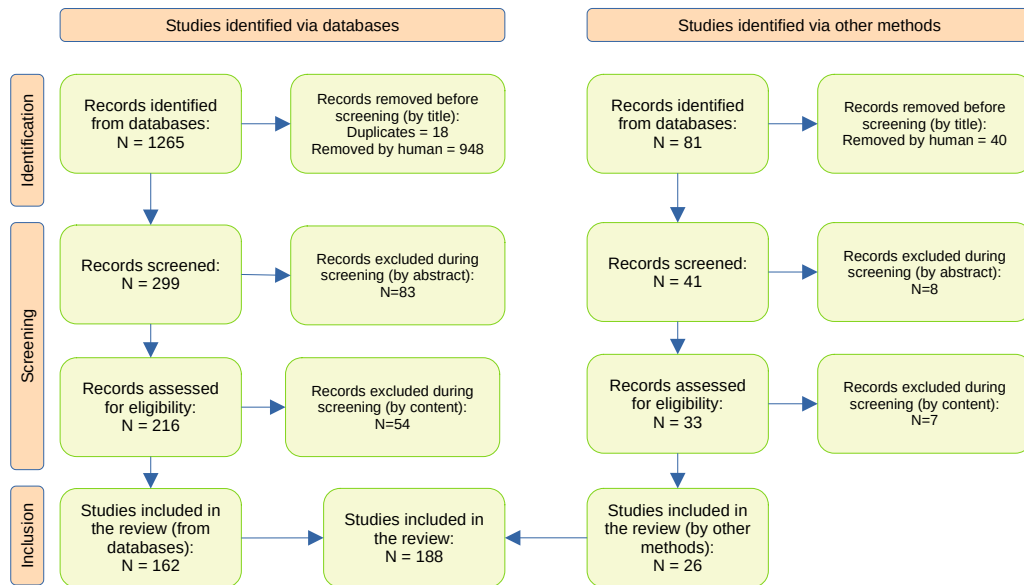 Studies identified via databases
Studies identified via other methods
Identification
Records identified
from databases:
N = 1265
Records removed before
screening (by title):
Duplicates = 18
Removed by human = 948
Records identified
from databases:
N = 81
Records removed before
screening (by title):
Removed by human = 40
Screening
Records screened:
N = 299
Records excluded during
screening (by abstract):
N=83
Records screened:
N = 41
Records excluded during
screening (by abstract):
N=8
Records assessed
for eligibility:
N = 216
Records excluded during
screening (by content):
N=54
Records assessed
for eligibility:
N = 33
Records excluded during
screening (by content):
N=7
Inclusion
Studies included in
the review (from
databases):
N = 162
Studies included in
the review:
N = 188
Studies included in
the review (by other
methods):
N = 26